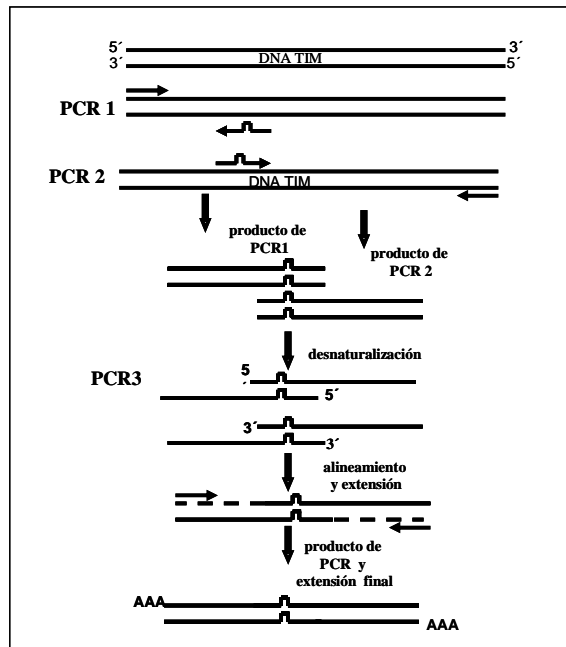 5´ 3´
DNA TIM
3´ 5´
PCR 1
PCR 2
DNA TIM
producto de
PCR1
producto de
PCR 2
desnaturalización
PCR3
5
´
5´
3´
3´
alineamiento
y extensión
producto de
PCR y
extensión final
AAA
AAA